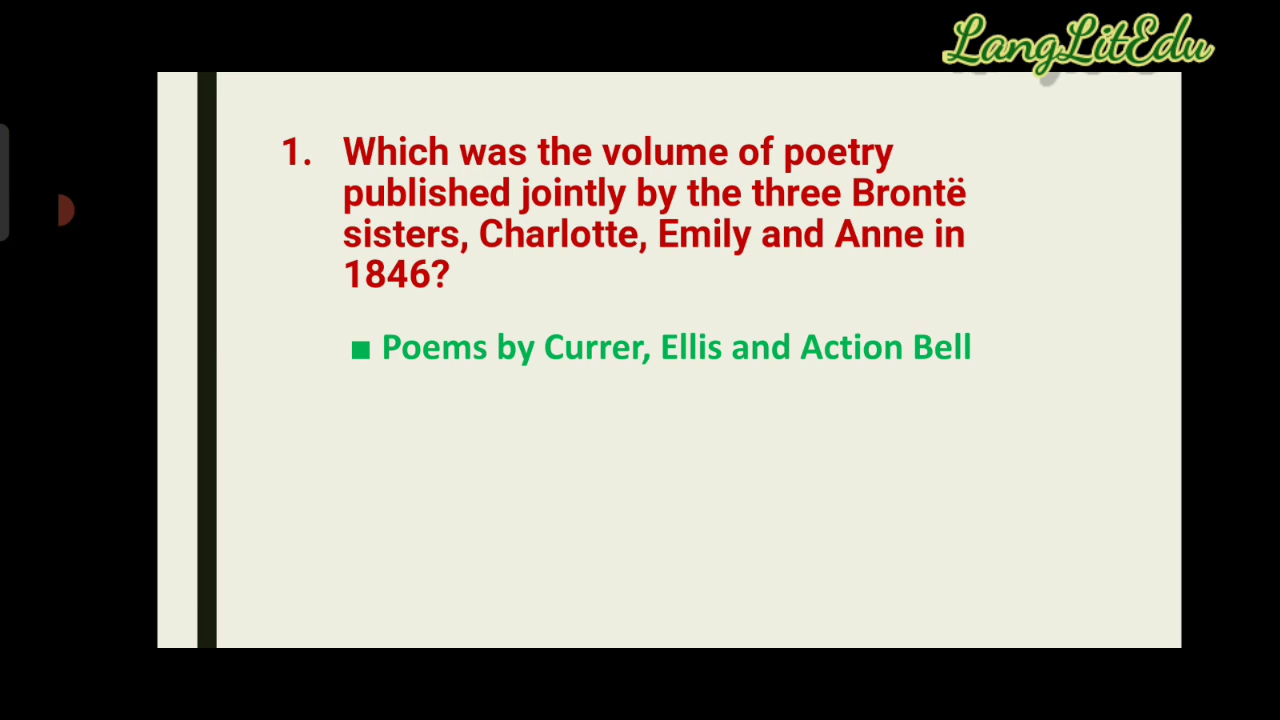 LangLitEdu
1. Which was the volume of poetry
published jointly by the three Brontë
sisters, Charlotte, Emily and Anne in
1846?
■ Poems by Currer, Ellis and Action Bell